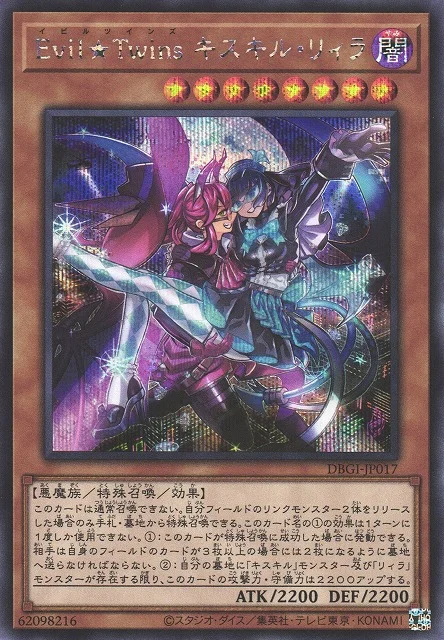 イビルツインズ
Evil★Twins キスキル・リィラ
やみ
闇
DBGI-JP017
【悪魔族／特殊召喚／効果】
このカードは通常召喚できない。自分フィールドのリンクモンスター２体をリリース
した場合のみ手札・墓地から特殊召喚できる。このカード名の①の効果は１ターンに
１度しか使用できない。①：このカードが特殊召喚に成功した場合に発動できる。
相手は自身のフィールドのカードが３枚以上の場合には２枚になるように墓地
へ送らなければならない。②：自分の墓地に「キスキル」モンスター及び「リィラ」
モンスターが存在する限り、このカードの攻撃力・守備力は２２００アップする。
ATK/2200 DEF/2200
62098216
©スタジオ・ダイス／集英社・テレビ東京・KONAMI